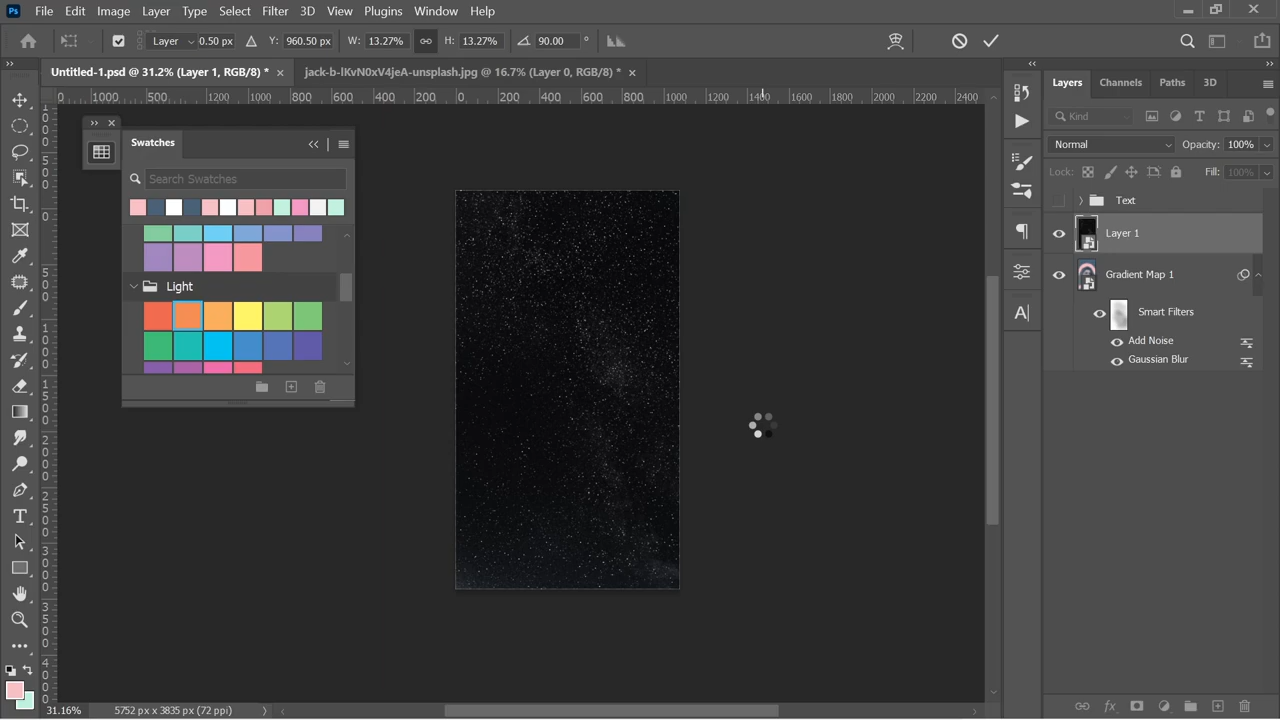 Ps File Edit Image Layer Type Select Filter 3D View Plugins Window Help
Layer 0.50 px Y: 960.50 px W: 13.27% H: 13.27% 90.00 °
Untitled-1.psd @ 31.2% (Layer 1, RGB/8) * × jack-b-IKvN0xV4jeA-unsplash.jpg @ 16.7% (Layer 0, RGB/8) * ×
0 1000 500 1200 1000 800 600 400 200 0 200 400 600 800 1000 1200 1400 1600 1800 2000 2200 2400
Swatches
Search Swatches
Light
Layers Channels Paths 3D
Kind
Normal Opacity: 100%
Lock: Fill: 100%
Text
Layer 1
Gradient Map 1
Smart Filters
Add Noise
Gaussian Blur
31.16% 5752 px x 3835 px (72 ppi)